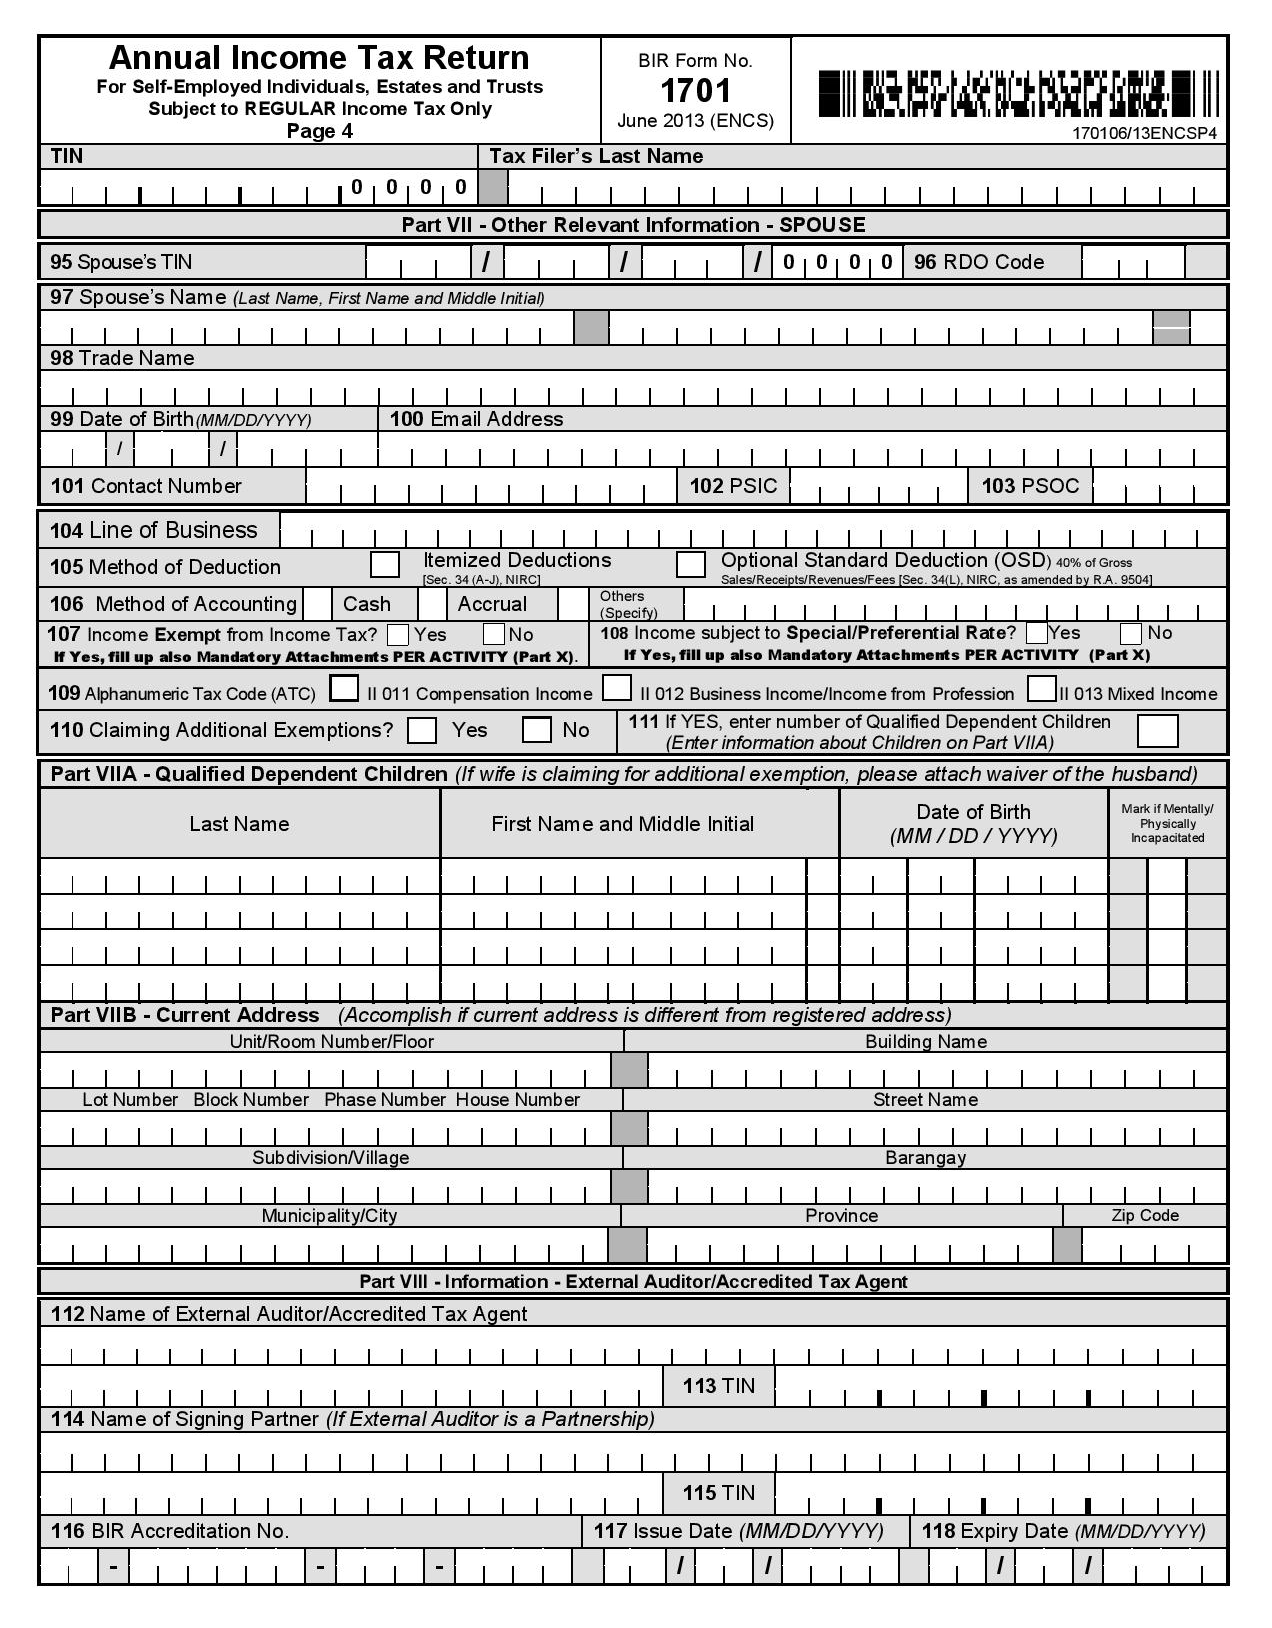 Annual Income Tax Return
For Self-Employed Individuals, Estates and Trusts
Subject to REGULAR Income Tax Only
Page 4
BIR Form No.
1701
June 2013 (ENCS)
170106/13ENCSP4
TIN Tax Filer's Last Name
0 0 0 0
Part VII - Other Relevant Information - SPOUSE
95 Spouse's TIN / / / 0 0 0 0 96 RDO Code
97 Spouse's Name (Last Name, First Name and Middle Initial)
98 Trade Name
99 Date of Birth(MM/DD/YYYY) 100 Email Address
/ /
101 Contact Number 102 PSIC 103 PSOC
104 Line of Business
105 Method of Deduction Itemized Deductions Optional Standard Deduction (OSD) 40% of Gross
[Sec. 34 (A-J), NIRC] Sales/Receipts/Revenues/Fees [Sec. 34(L), NIRC, as amended by R.A. 9504]
106 Method of Accounting Cash Accrual Others
(Specify)
107 Income Exempt from Income Tax? Yes No 108 Income subject to Special/Preferential Rate? Yes No
If Yes, fill up also Mandatory Attachments PER ACTIVITY (Part X). If Yes, fill up also Mandatory Attachments PER ACTIVITY (Part X)
109 Alphanumeric Tax Code (ATC) II 011 Compensation Income II 012 Business Income/Income from Profession II 013 Mixed Income
110 Claiming Additional Exemptions? Yes No 111 If YES, enter number of Qualified Dependent Children
(Enter information about Children on Part VIIA)
Part VIIA - Qualified Dependent Children (If wife is claiming for additional exemption, please attach waiver of the husband)
Last Name First Name and Middle Initial Date of Birth
(MM / DD / YYYY)
Mark if Mentally/
Physically
Incapacitated
Part VIIB - Current Address (Accomplish if current address is different from registered address)
Unit/Room Number/Floor Building Name
Lot Number Block Number Phase Number House Number Street Name
Subdivision/Village Barangay
Municipality/City Province Zip Code
Part VIII - Information - External Auditor/Accredited Tax Agent
112 Name of External Auditor/Accredited Tax Agent
113 TIN
114 Name of Signing Partner (If External Auditor is a Partnership)
115 TIN
116 BIR Accreditation No. 117 Issue Date (MM/DD/YYYY) 118 Expiry Date (MM/DD/YYYY)
- - - / / / /